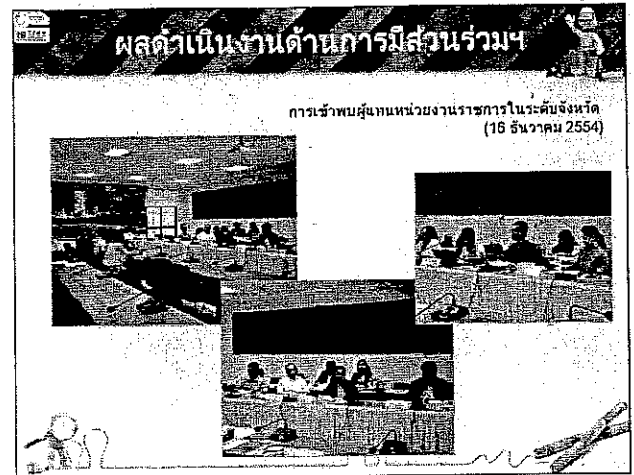 ผลดำเนินงานด้านการมีส่วนร่วมฯ
การเข้าพบผู้แทนหน่วยงานราชการในระดับจังหวัด
(16 ธันวาคม 2554)